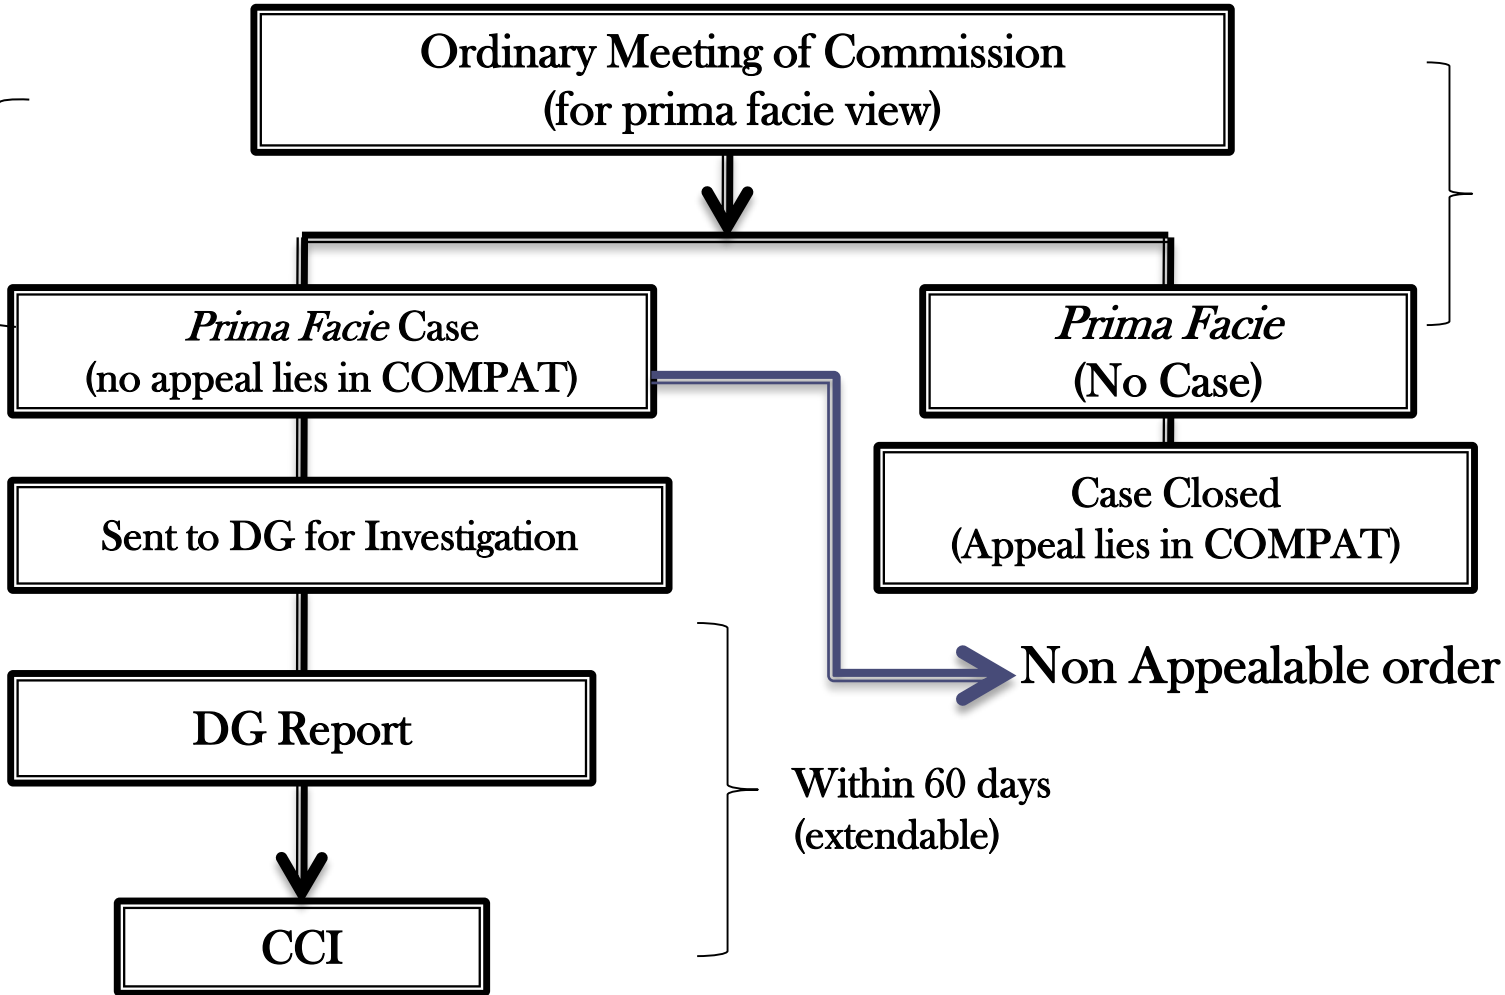 Ordinary Meeting of Commission
(for prima facie view)
Prima Facie Case
(no appeal lies in COMPAT)
Prima Facie
(No Case)
Sent to DG for Investigation
Case Closed
(Appeal lies in COMPAT)
Non Appealable order
DG Report
Within 60 days
(extendable)
CCI